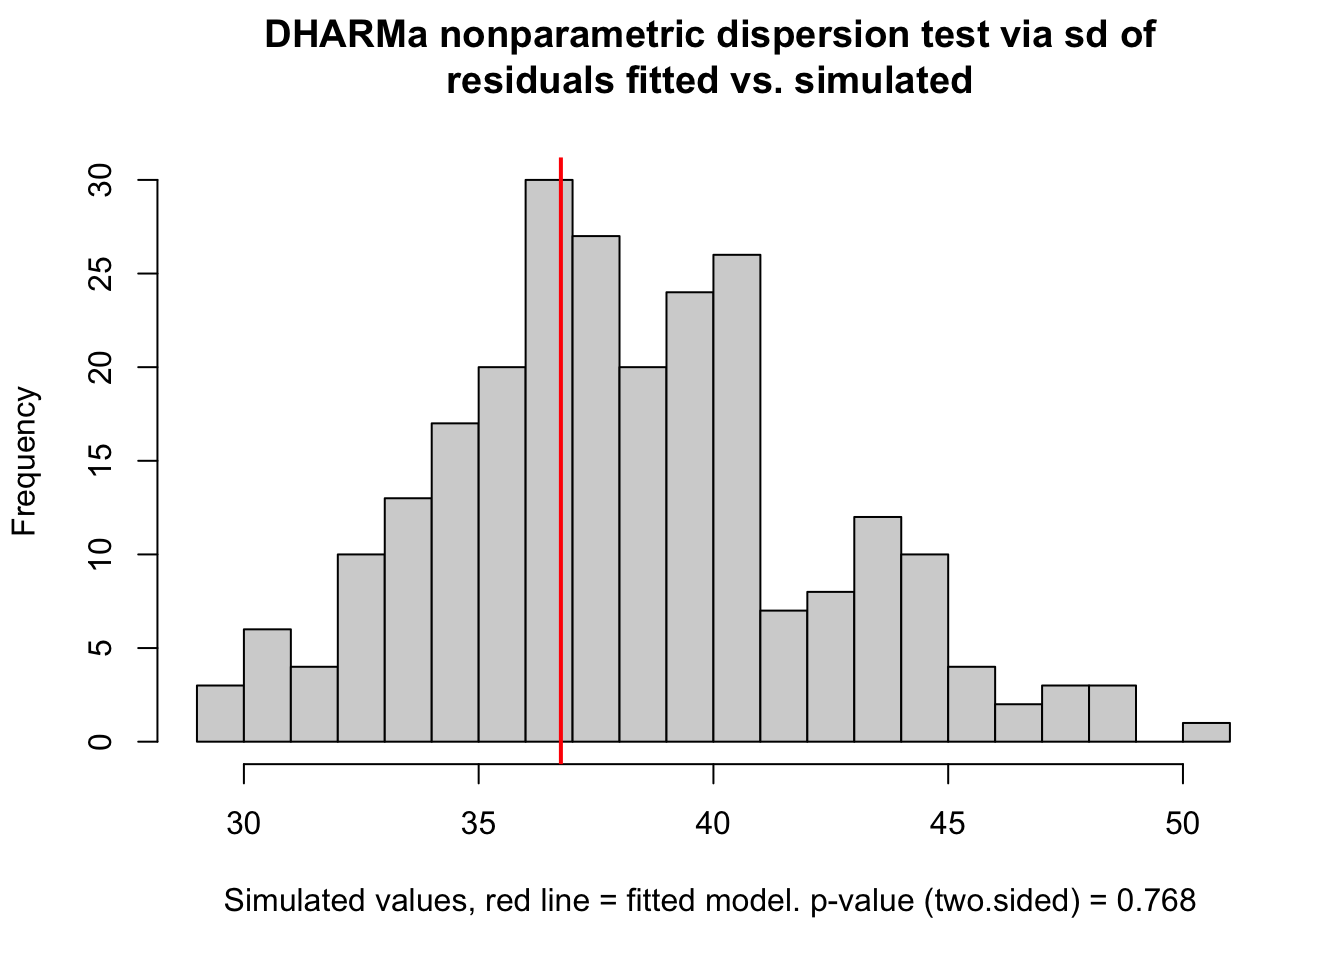 DHARMa nonparametric dispersion test via sd of
residuals fitted vs. simulated
Frequency
30
25
20
15
10
5
0
30 35 40 45 50
Simulated values, red line = fitted model. p-value (two.sided) = 0.768